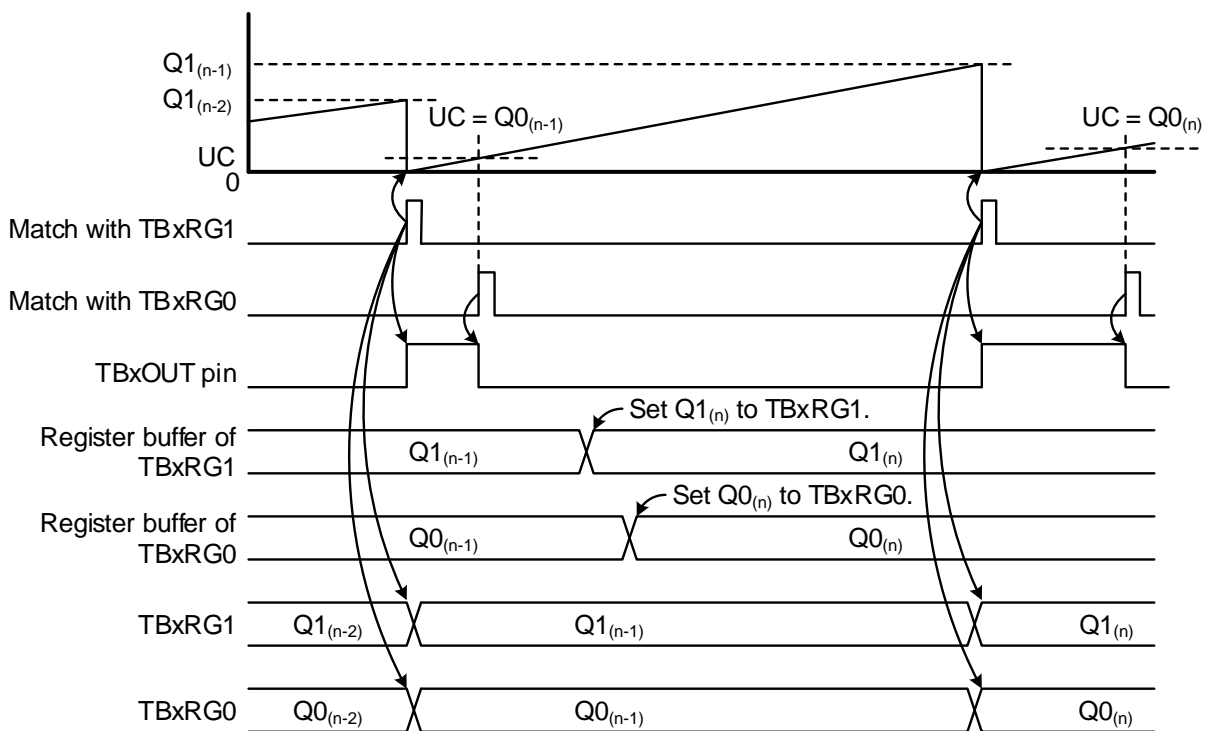 Q1(n-1)
Q1(n-2)
UC = Q0(n-1)
UC = Q0(n)
UC
0
Match with TBxRG1
Match with TBxRG0
TBxOUT pin
Set Q1(n) to TBxRG1.
Register buffer of
TBxRG1
Q1(n-1)
Q1(n)
Set Q0(n) to TBxRG0.
Register buffer of
TBxRG0
Q0(n-1)
Q0(n)
TBxRG1
Q1(n-2)
Q1(n-1)
Q1(n)
TBxRG0
Q0(n-2)
Q0(n-1)
Q0(n)